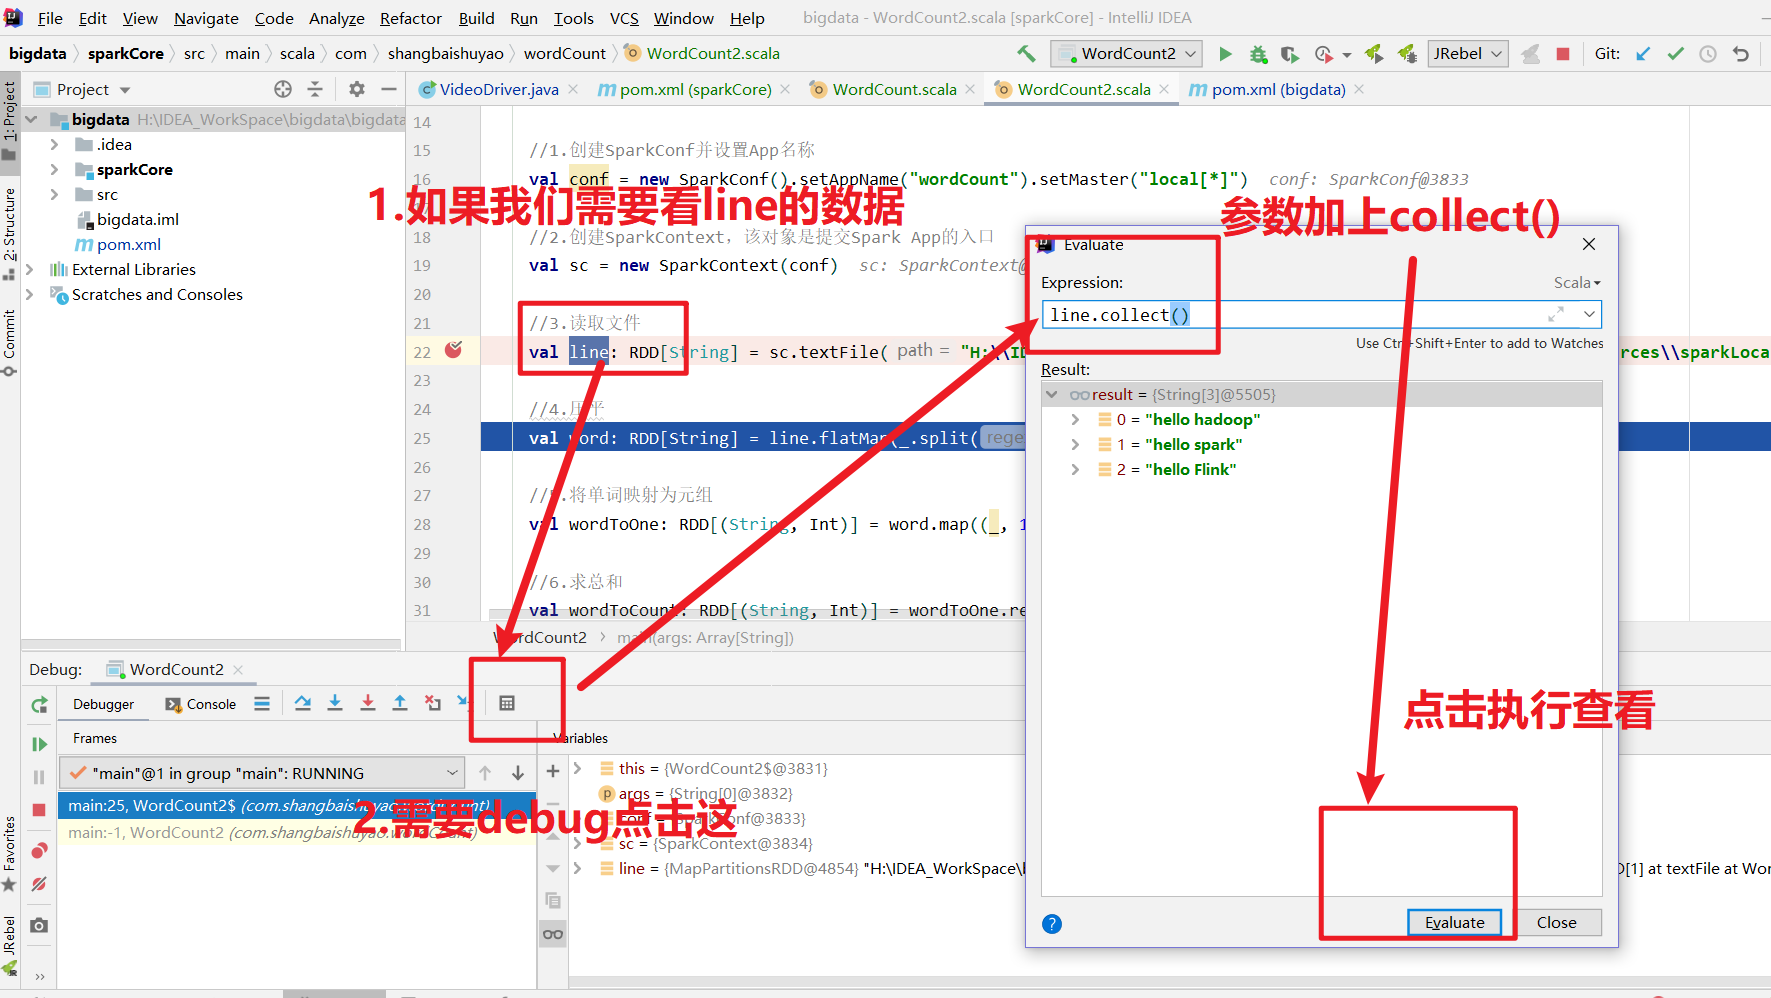 File Edit View Navigate Code Analyze Refactor Build Run Tools VCS Window Help bigdata - WordCount2.scala [sparkCore] - IntelliJ IDEA
bigdata sparkCore src main scala com shangbaishuyao wordCount WordCount2.scala WordCount2 JRebel Git:
Project VideoDriver.java pom.xml (sparkCore) WordCount.scala WordCount2.scala pom.xml (bigdata)
1: Project
2: Structure
Commit
Favorites
JRebel
bigdata H:\IDEA_WorkSpace\bigdata\bigdata
.idea
sparkCore
src
bigdata.iml
pom.xml
External Libraries
Scratches and Consoles
14
15 //1.创建SparkConf并设置App名称
16 val conf = new SparkConf().setAppName("wordCount").setMaster("local[*]") conf: SparkConf@3833
1.如果我们需要看line的数据
参数加上collect()
18 //2.创建SparkContext，该对象是提交Spark App的入口
19 val sc = new SparkContext(conf) sc: SparkContext@
20
21 //3.读取文件
22 val line: RDD[String] = sc.textFile( path = "H:\\ID
rces\\sparkLoca
23
24 //4.压平
25 val word: RDD[String] = line.flatMap(_.split( rege
26
27 //5.将单词映射为元组
28 val wordToOne: RDD[(String, Int)] = word.map((_, 1
29
30 //6.求总和
31 val wordToCount: RDD[(String, Int)] = wordToOne.re
WordCount2 main(args: Array[String])
Evaluate
Expression: Scala
line.collect()
Use Ctrl+Shift+Enter to add to Watches
Result:
result = {String[3]@5505}
0 = "hello hadoop"
1 = "hello spark"
2 = "hello Flink"
点击执行查看
Evaluate Close
Debug: WordCount2
Debugger Console
Frames Variables
"main"@1 in group "main": RUNNING
main:25, WordCount2$ (com.shangbaishuyao.wordCount)
main:-1, WordCount2 (com.shangbaishuyao.wordCount)
2.需要debug点击这
this = {WordCount2$@3831}
args = {String[0]@3832}
conf = {SparkConf@3833}
sc = {SparkContext@3834}
line = {MapPartitionsRDD@4854} "H:\IDEA_WorkSpace\b
D[1] at textFile at Wor